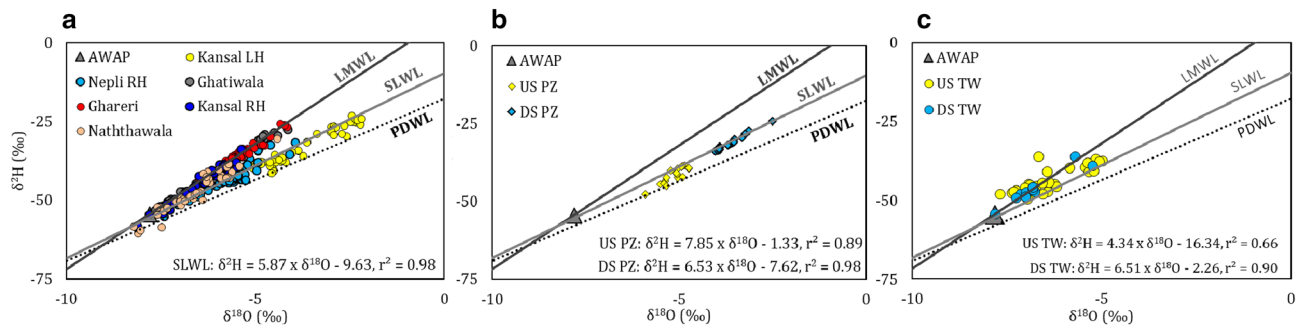 a
0
-25
-50
-75
-10
-5
0
δ²H (‰)
δ¹⁸O (‰)
AWAP
Nepli RH
Ghareri
Naththawala
Kansal LH
Ghatiwala
Kansal RH
LMWL
SLWL
PDWL
SLWL: δ²H = 5.87 x δ¹⁸O - 9.63, r² = 0.98
b
0
-25
-50
-75
-10
-5
0
δ²H (‰)
δ¹⁸O (‰)
AWAP
US PZ
DS PZ
LMWL
SLWL
PDWL
US PZ: δ²H = 7.85 x δ¹⁸O - 1.33, r² = 0.89
DS PZ: δ²H = 6.53 x δ¹⁸O - 7.62, r² = 0.98
c
0
-25
-50
-75
-10
-5
0
δ²H (‰)
δ¹⁸O (‰)
AWAP
US TW
DS TW
LMWL
SLWL
PDWL
US TW: δ²H = 4.34 x δ¹⁸O - 16.34, r² = 0.66
DS TW: δ²H = 6.51 x δ¹⁸O - 2.26, r² = 0.90